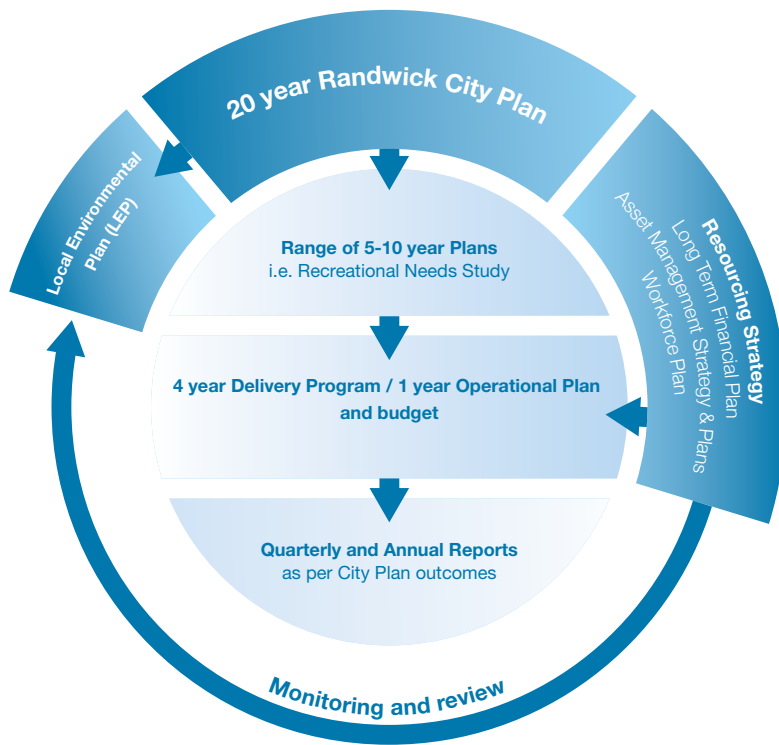 20 year Randwick City Plan
Local Environmental
Plan (LEP)
Resourcing Strategy
Long Term Financial Plan
Asset Management Strategy & Plans
Workforce Plan
Range of 5-10 year Plans
i.e. Recreational Needs Study
4 year Delivery Program / 1 year Operational Plan
and budget
Quarterly and Annual Reports
as per City Plan outcomes
Monitoring and review